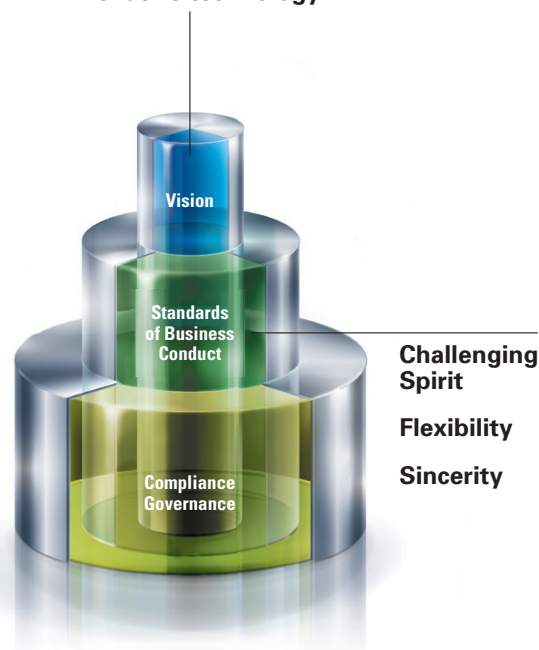 Vision
Standards
of Business
Conduct
Challenging
Spirit
Flexibility
Sincerity
Compliance
Governance